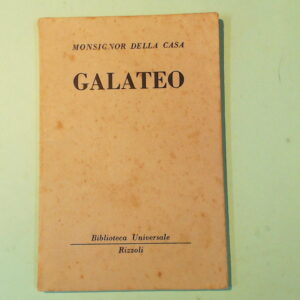 MONSIGNOR DELLA CASA
GALATEO
Biblioteca Universale
Rizzoli